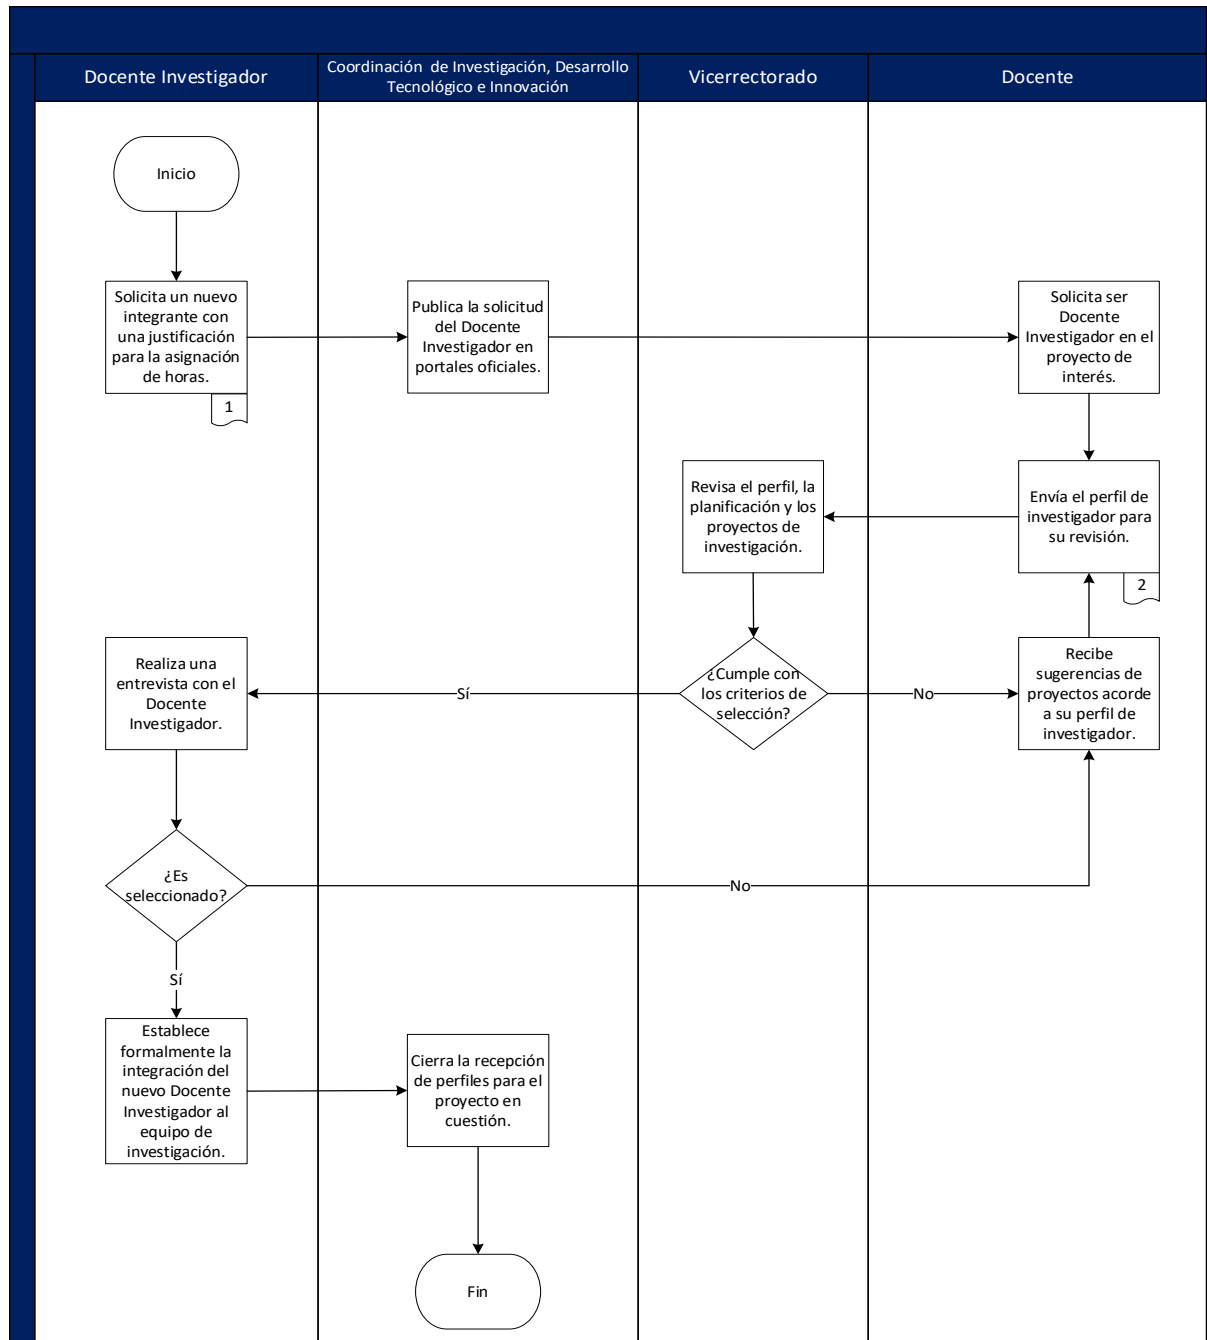 Docente Investigador
Coordinación de Investigación, Desarrollo
Tecnológico e Innovación
Vicerrectorado
Docente
Inicio
Solicita un nuevo
integrante con
una justificación
para la asignación
de horas.
1
Publica la solicitud
del Docente
Investigador en
portales oficiales.
Solicita ser
Docente
Investigador en el
proyecto de
interés.
Revisa el perfil, la
planificación y los
proyectos de
investigación.
Envía el perfil de
investigador para
su revisión.
2
Realiza una
entrevista con el
Docente
Investigador.
Sí
¿Cumple con
los criterios de
selección?
No
Recibe
sugerencias de
proyectos acorde
a su perfil de
investigador.
¿Es
seleccionado?
No
Sí
Establece
formalmente la
integración del
nuevo Docente
Investigador al
equipo de
investigación.
Cierra la recepción
de perfiles para el
proyecto en
cuestión.
Fin